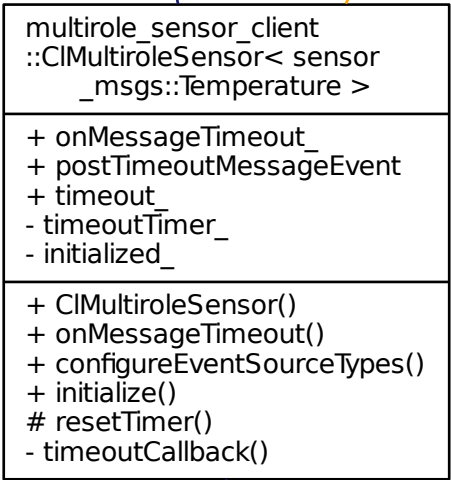 multirole_sensor_client
::ClMultiroleSensor< sensor
_msgs::Temperature >
+ onMessageTimeout_
+ postTimeoutMessageEvent
+ timeout_
- timeoutTimer_
- initialized_
+ ClMultiroleSensor()
+ onMessageTimeout()
+ configureEventSourceTypes()
+ initialize()
# resetTimer()
- timeoutCallback()